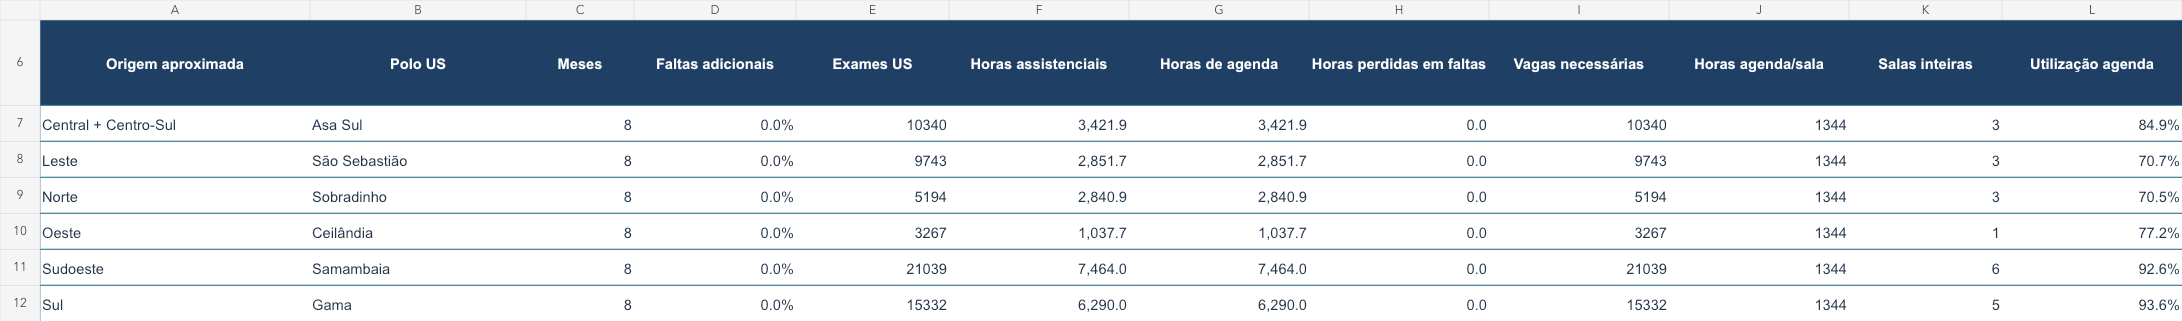 A B C D E F G H I J K L
6 Origem aproximada Polo US Meses Faltas adicionais Exames US Horas assistenciais Horas de agenda Horas perdidas em faltas Vagas necessárias Horas agenda/sala Salas inteiras Utilização agenda
7 Central + Centro-Sul Asa Sul 8 0.0% 10340 3,421.9 3,421.9 0.0 10340 1344 3 84.9%
8 Leste São Sebastião 8 0.0% 9743 2,851.7 2,851.7 0.0 9743 1344 3 70.7%
9 Norte Sobradinho 8 0.0% 5194 2,840.9 2,840.9 0.0 5194 1344 3 70.5%
10 Oeste Ceilândia 8 0.0% 3267 1,037.7 1,037.7 0.0 3267 1344 1 77.2%
11 Sudoeste Samambaia 8 0.0% 21039 7,464.0 7,464.0 0.0 21039 1344 6 92.6%
12 Sul Gama 8 0.0% 15332 6,290.0 6,290.0 0.0 15332 1344 5 93.6%